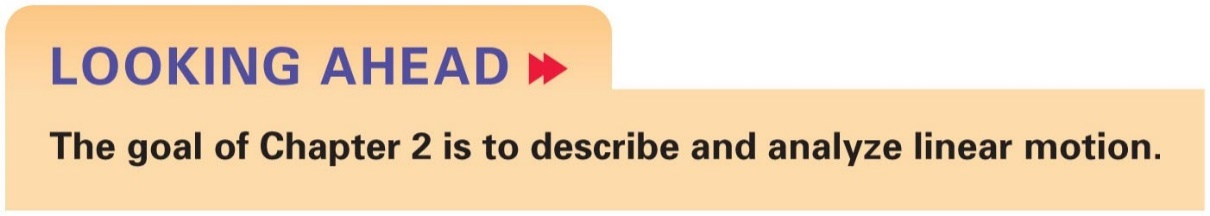 LOOKING AHEAD
The goal of Chapter 2 is to describe and analyze linear motion.